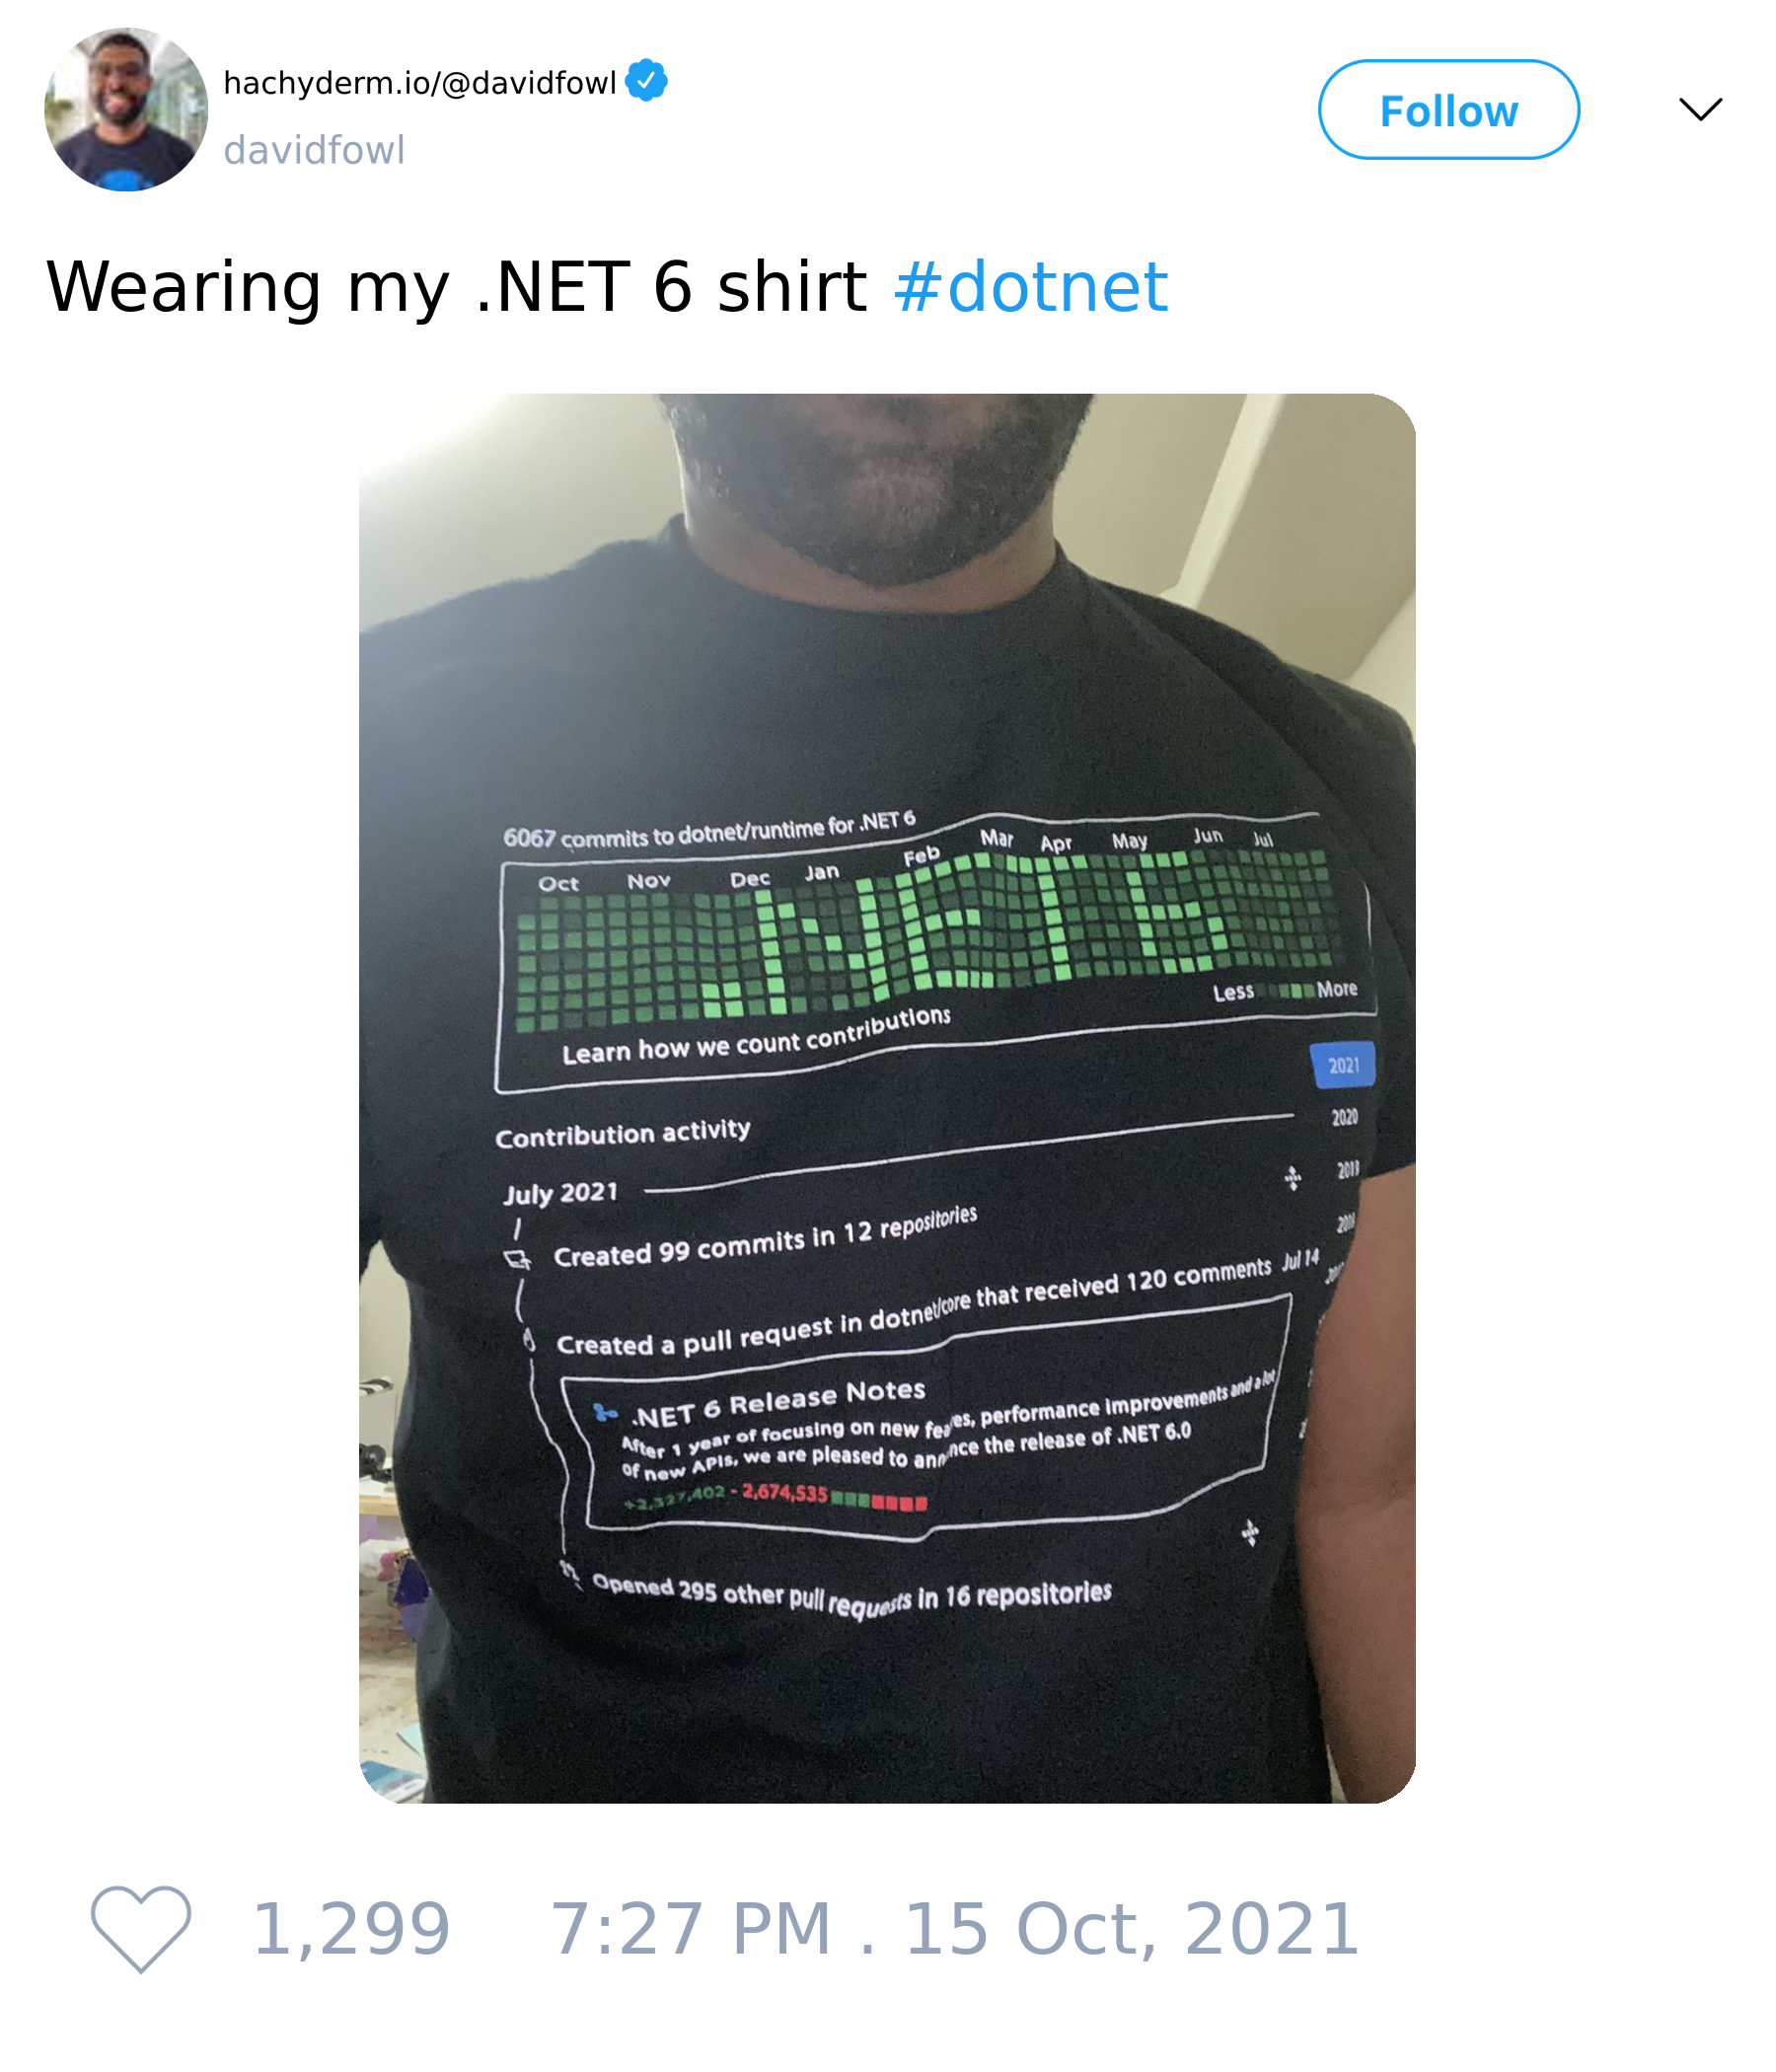 hachyderm.io/@davidfowl
davidfowl
Follow
Wearing my .NET 6 shirt #dotnet
6067 commits to dotnet/runtime for .NET 6
Oct Nov Dec Jan Feb Mar Apr May Jun Jul
.NET 6
Less More
Learn how we count contributions
2021
Contribution activity
2020
July 2021
2019
Created 99 commits in 12 repositories
2018
Created a pull request in dotnet/core that received 120 comments Jul 14
.NET 6 Release Notes
After 1 year of focusing on new performance improvements and a lot
of new APIs, we are pleased to the release of .NET 6.0
+2,327,402 - 2,674,535
Opened 295 other pull requests in 16 repositories
1,299 7:27 PM . 15 Oct, 2021